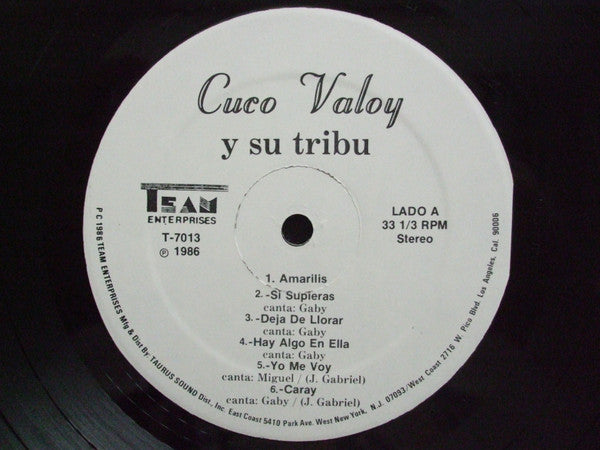 Cuco Valoy
y su tribu
TEAM
ENTERPRISES
T-7013
℗ 1986
LADO A
33 1/3 RPM
Stereo
1. Amarilis
2.-Si Supieras
canta: Gaby
3.-Deja De Llorar
canta: Gaby
4.-Hay Algo En Ella
canta: Gaby
5.-Yo Me Voy
canta: Miguel / (J. Gabriel)
6.-Caray
canta: Gaby / (J. Gabriel)
P C 1986 TEAM ENTERPRISES Mfg & Dist By: TAURUS SOUND Dist., Inc. East Coast 5410 Park Ave. West New York, N.J. 07093/West Coast 2716 W. Pico Blvd. Los Angeles, Cal. 90006